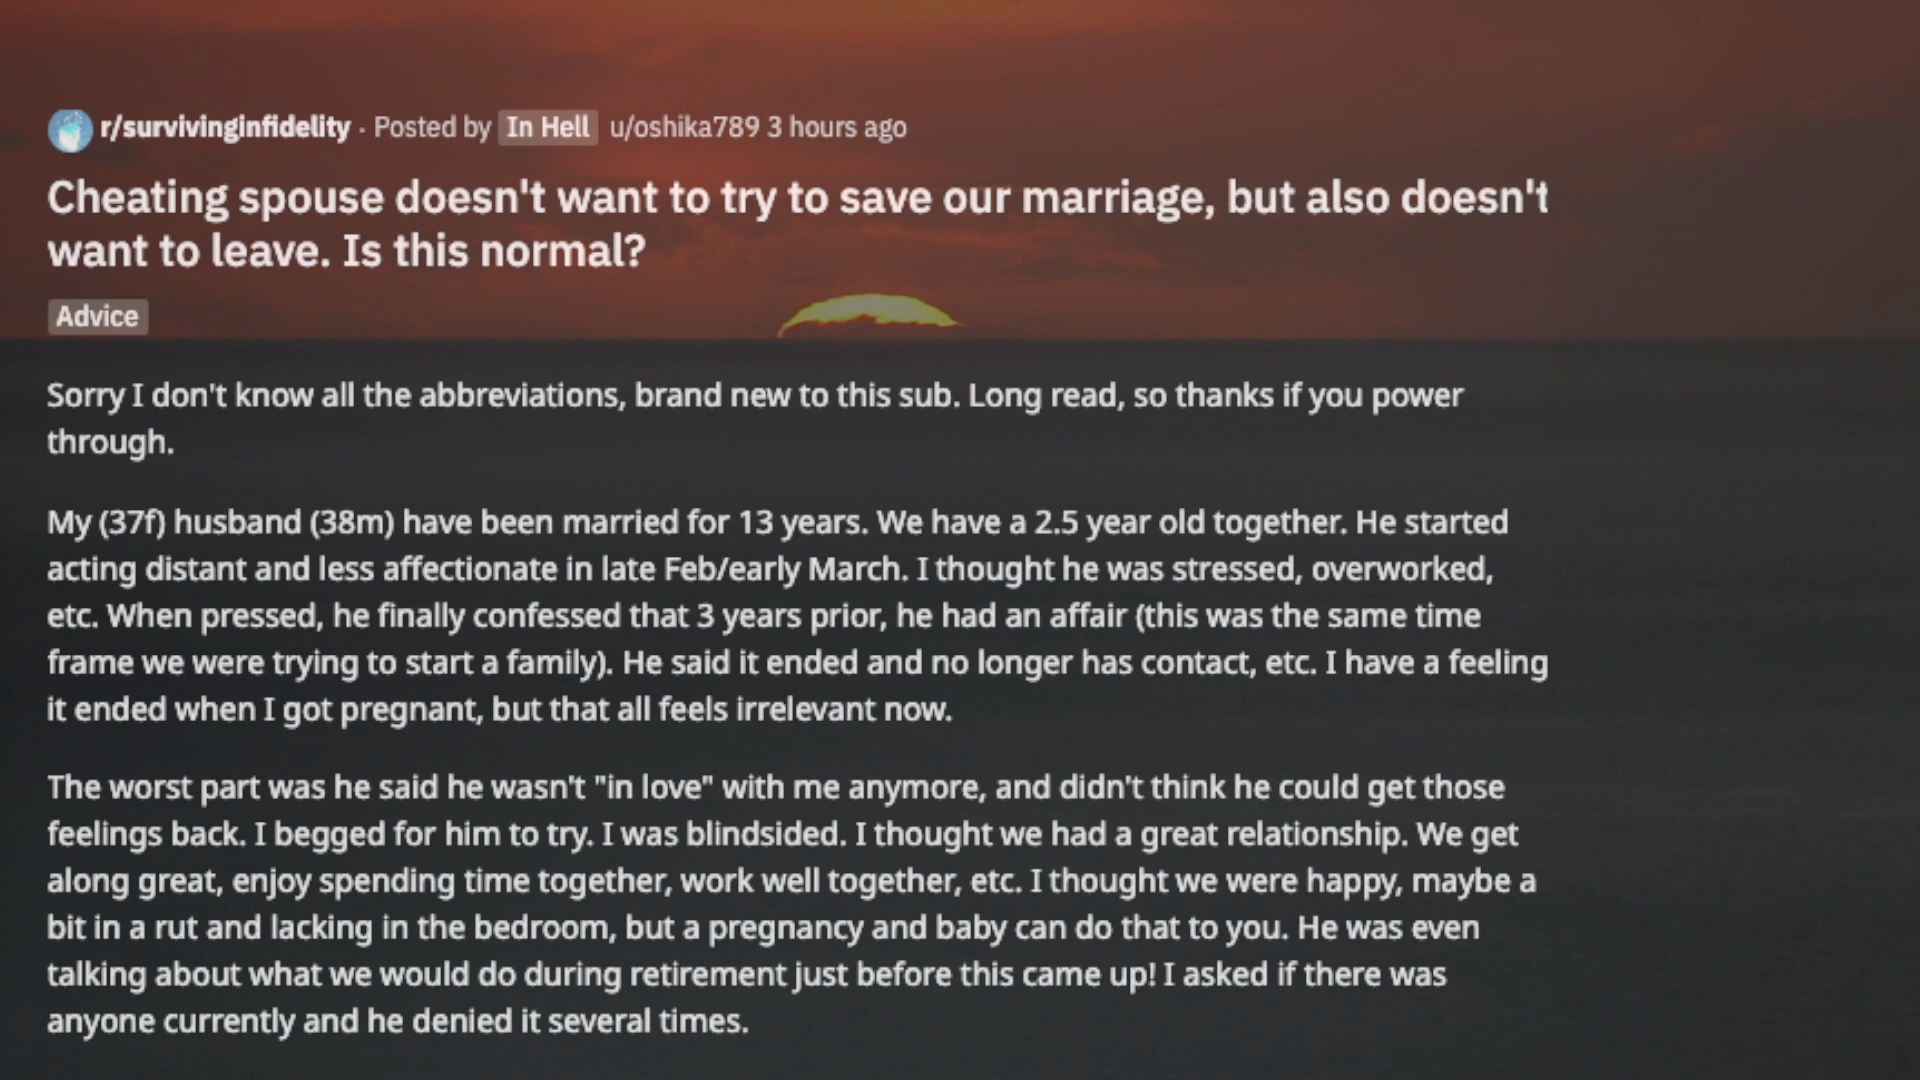 r/survivinginfidelity · Posted by In Hell u/oshika789 3 hours ago
Cheating spouse doesn't want to try to save our marriage, but also doesn't
want to leave. Is this normal?
Advice
Sorry I don't know all the abbreviations, brand new to this sub. Long read, so thanks if you power
through.
My (37f) husband (38m) have been married for 13 years. We have a 2.5 year old together. He started
acting distant and less affectionate in late Feb/early March. I thought he was stressed, overworked,
etc. When pressed, he finally confessed that 3 years prior, he had an affair (this was the same time
frame we were trying to start a family). He said it ended and no longer has contact, etc. I have a feeling
it ended when I got pregnant, but that all feels irrelevant now.
The worst part was he said he wasn't "in love" with me anymore, and didn't think he could get those
feelings back. I begged for him to try. I was blindsided. I thought we had a great relationship. We get
along great, enjoy spending time together, work well together, etc. I thought we were happy, maybe a
bit in a rut and lacking in the bedroom, but a pregnancy and baby can do that to you. He was even
talking about what we would do during retirement just before this came up! I asked if there was
anyone currently and he denied it several times.